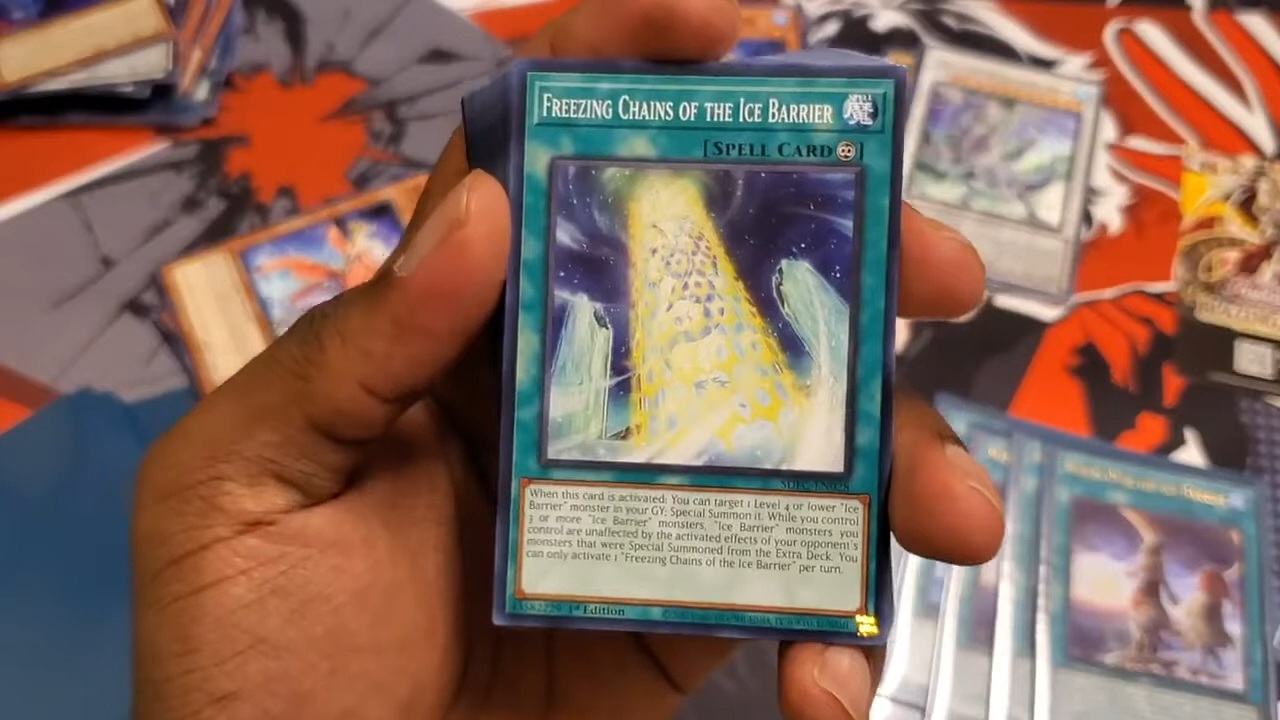 FREEZING CHAINS OF THE ICE BARRIER
SPELL
[SPELL CARD]
When this card is activated: You can target 1 Level 4 or lower "Ice
Barrier" monster in your GY; Special Summon it. While you control
3 or more "Ice Barrier" monsters, "Ice Barrier" monsters you
control are unaffected by the activated effects of your opponent's
monsters that were Special Summoned from the Extra Deck. You
can only activate 1 "Freezing Chains of the Ice Barrier" per turn.
1st Edition